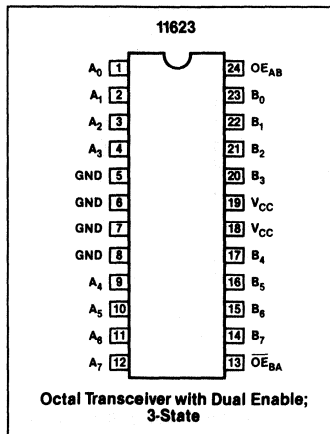 11623
A0 1 24 OEAB
A1 2 23 B0
A2 3 22 B1
A3 4 21 B2
GND 5 20 B3
GND 6 19 VCC
GND 7 18 VCC
GND 8 17 B4
A4 9 16 B5
A5 10 15 B6
A6 11 14 B7
A7 12 13 O̅E̅BA
Octal Transceiver with Dual Enable;
3-State